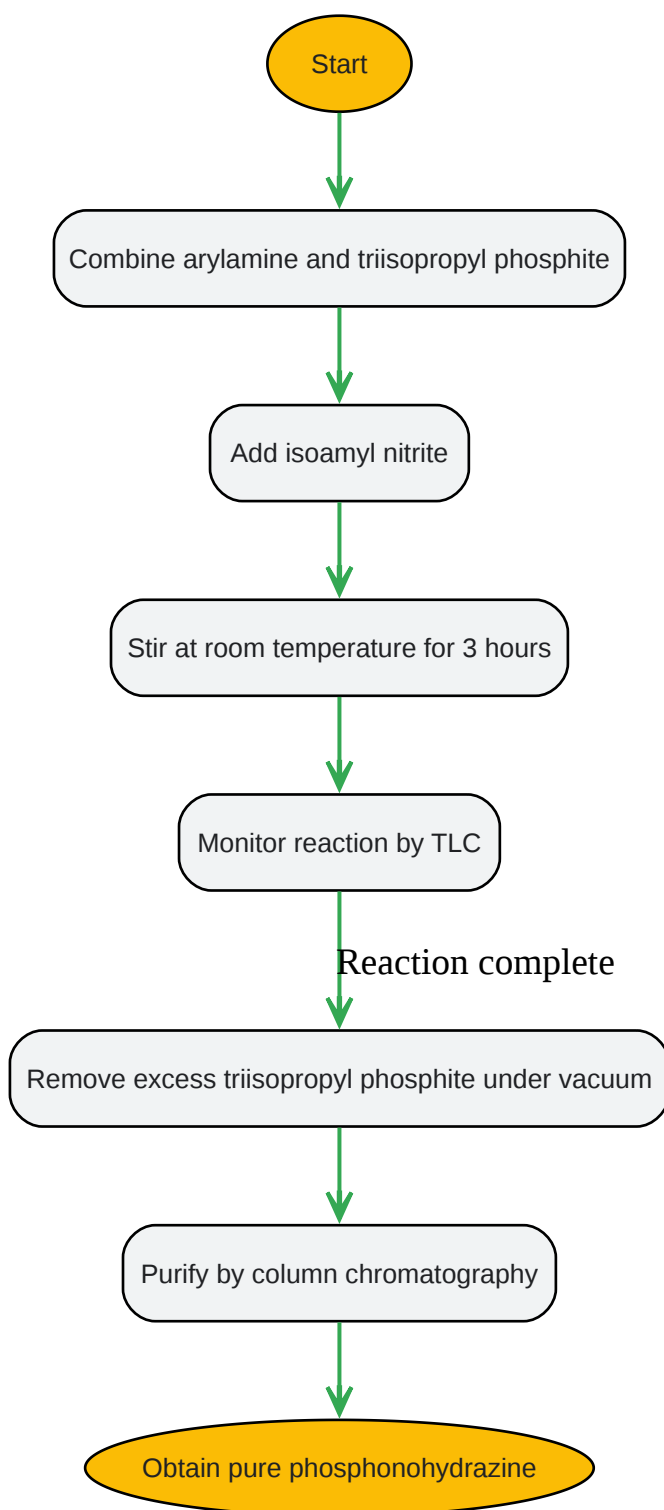 Start
Combine arylamine and triisopropyl phosphite
Add isoamyl nitrite
Stir at room temperature for 3 hours
Monitor reaction by TLC
Reaction complete
Remove excess triisopropyl phosphite under vacuum
Purify by column chromatography
Obtain pure phosphonohydrazine